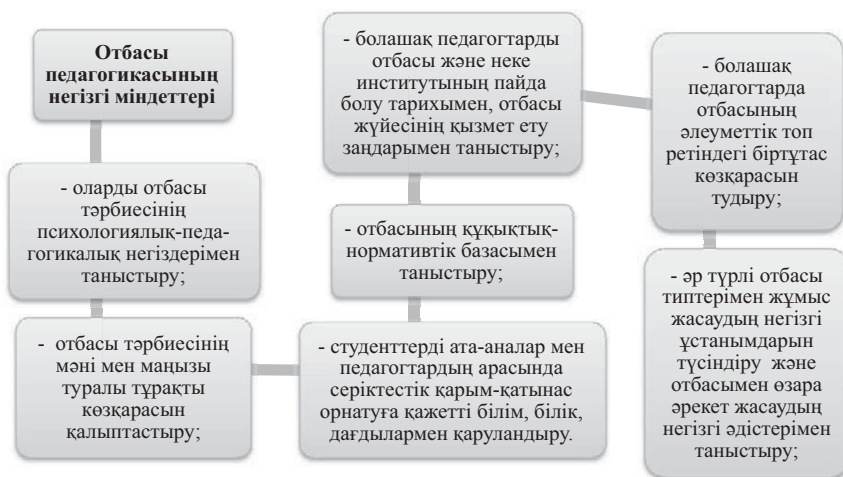 Отбасы
педагогикасының
негізгі міндеттері
- оларды отбасы
тәрбиесінің
психологиялық-педа-
гогикалық негіздерімен
таныстыру;
- отбасы тәрбиесінің
мәні мен маңызы
туралы тұрақты
көзқарасын
қалыптастыру;
- студенттерді ата-аналар мен
педагогтардың арасында
серіктестік қарым-қатынас
орнатуға қажетті білім, білік,
дағдылармен қаруландыру.
- отбасының құқықтық-
нормативтік базасымен
таныстыру;
- болашақ педагогтарды
отбасы және неке
институтының пайда
болу тарихымен, отбасы
жүйесінің қызмет ету
заңдарымен таныстыру;
- болашақ
педагогтарда
отбасының
әлеуметтік топ
ретіндегі біртұтас
көзқарасын
тудыру;
- әр түрлі отбасы
типтерімен жұмыс
жасаудың негізгі
ұстанымдарын
түсіндіру және
отбасымен өзара
әрекет жасаудың
негізгі әдістерімен
таныстыру;